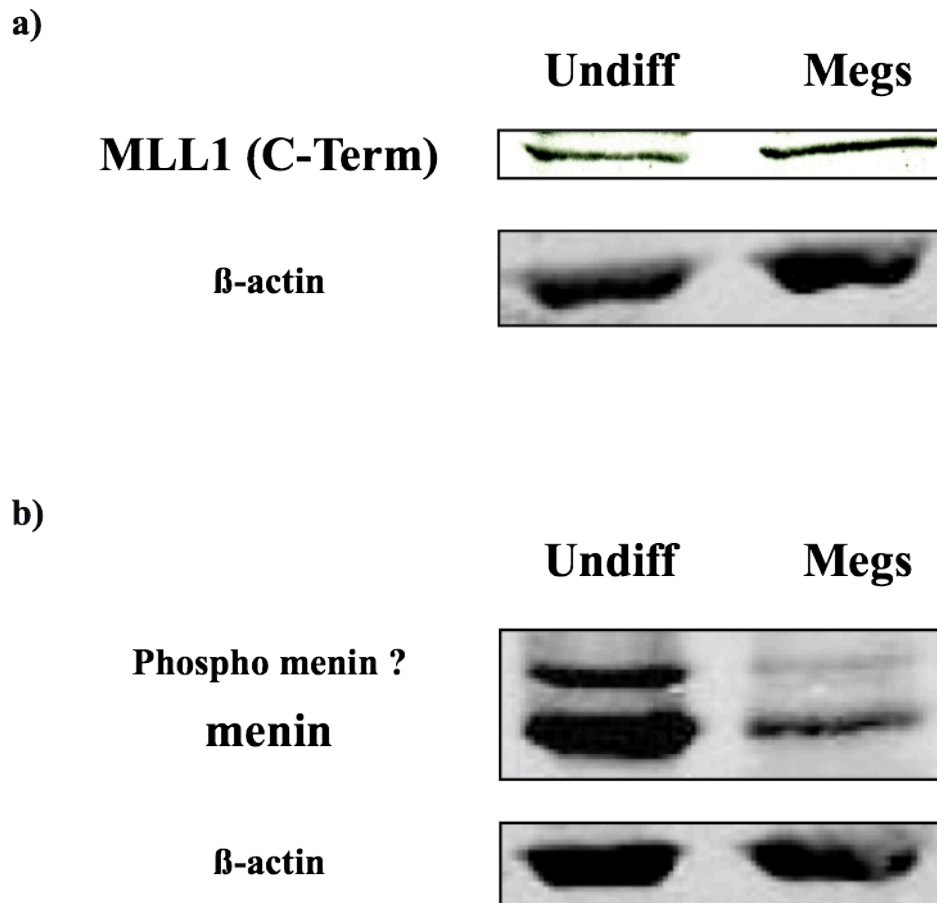 a)
Undiff Megs
MLL1 (C-Term)
ß-actin
b)
Undiff Megs
Phospho menin ?
menin
ß-actin